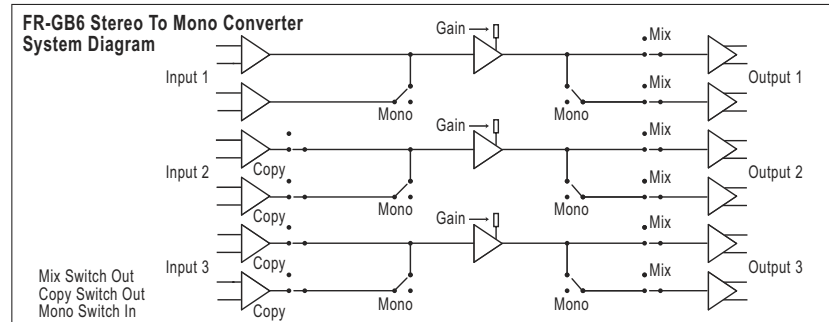 FR-GB6 Stereo To Mono Converter
System Diagram
Gain
Mix
Input 1
Output 1
Mix
Mono
Mono
Gain
Mix
Input 2
Copy
Output 2
Mix
Copy
Mono
Mono
Gain
Mix
Input 3
Copy
Output 3
Mix
Copy
Mono
Mono
Mix Switch Out
Copy Switch Out
Mono Switch In